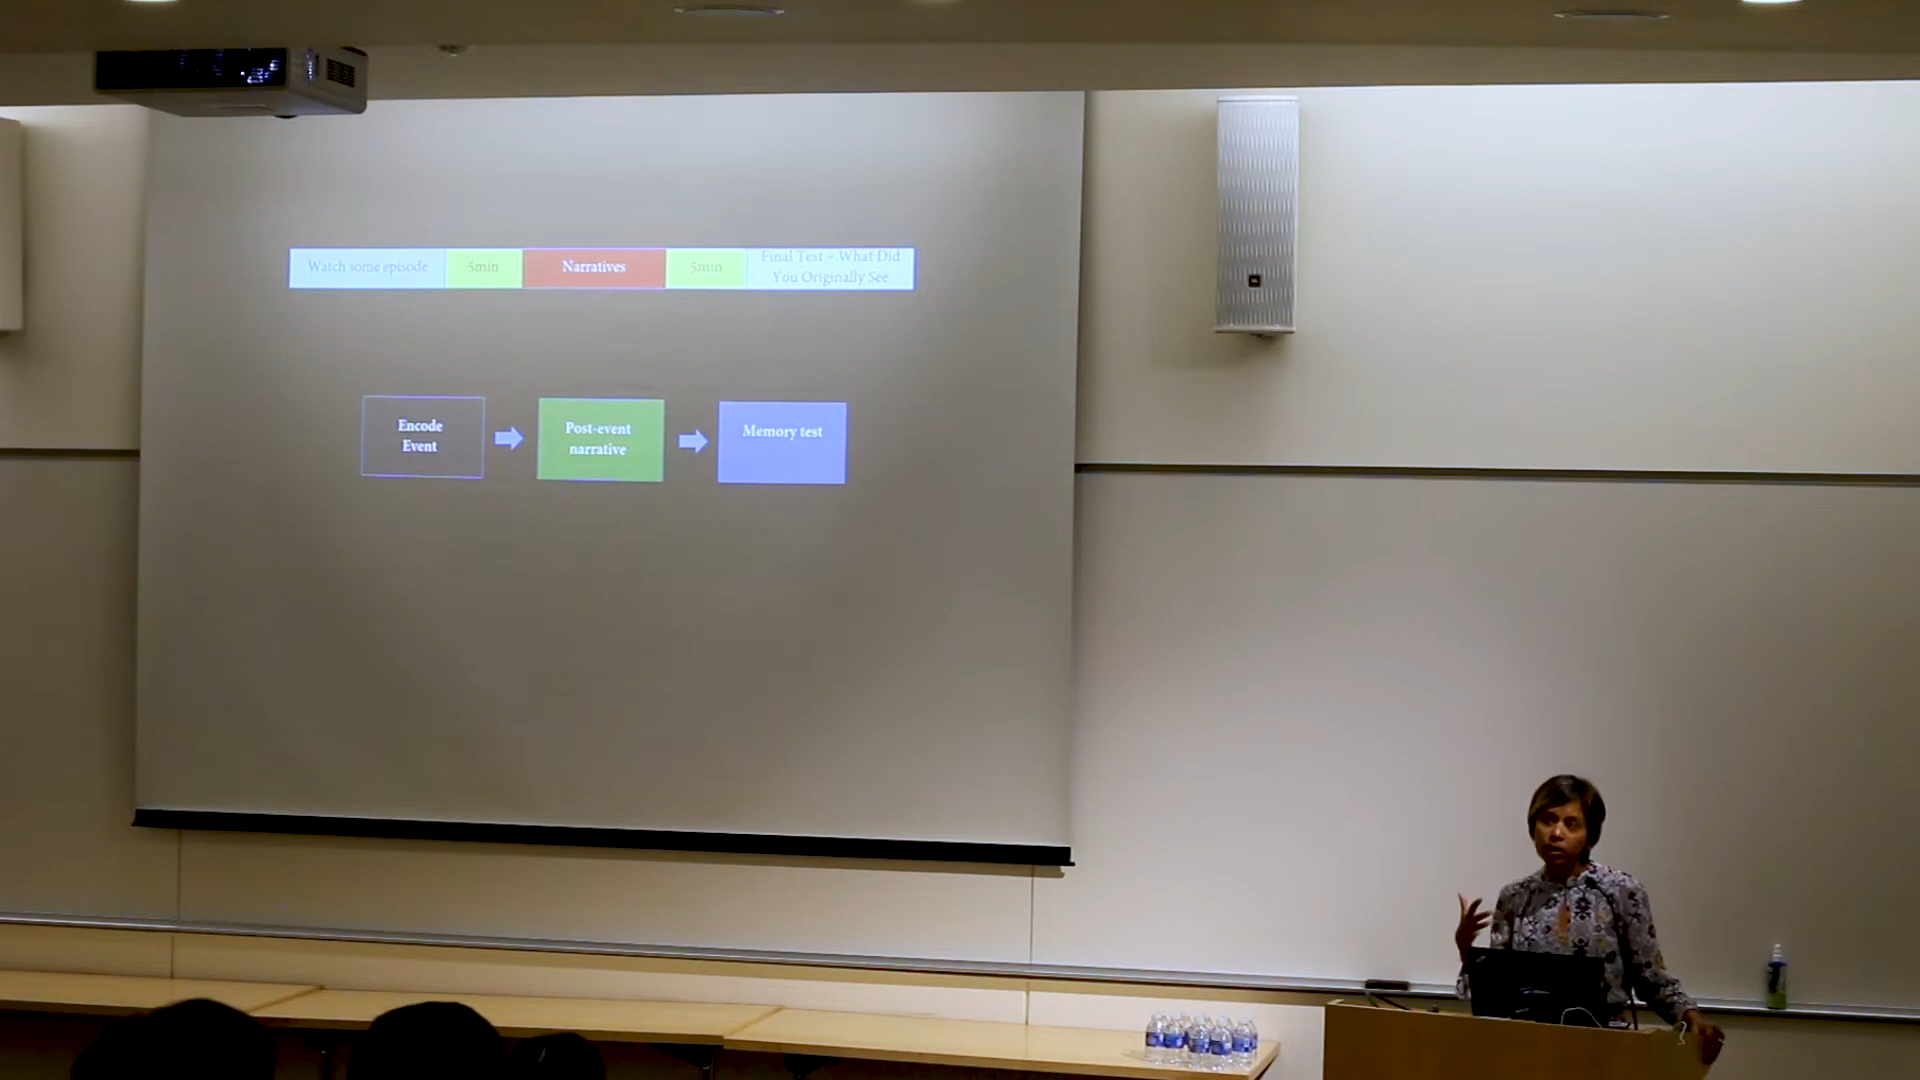 Watch some episode
5min
Narratives
5min
Final Test – What Did
You Originally See
Encode
Event
Post-event
narrative
Memory test